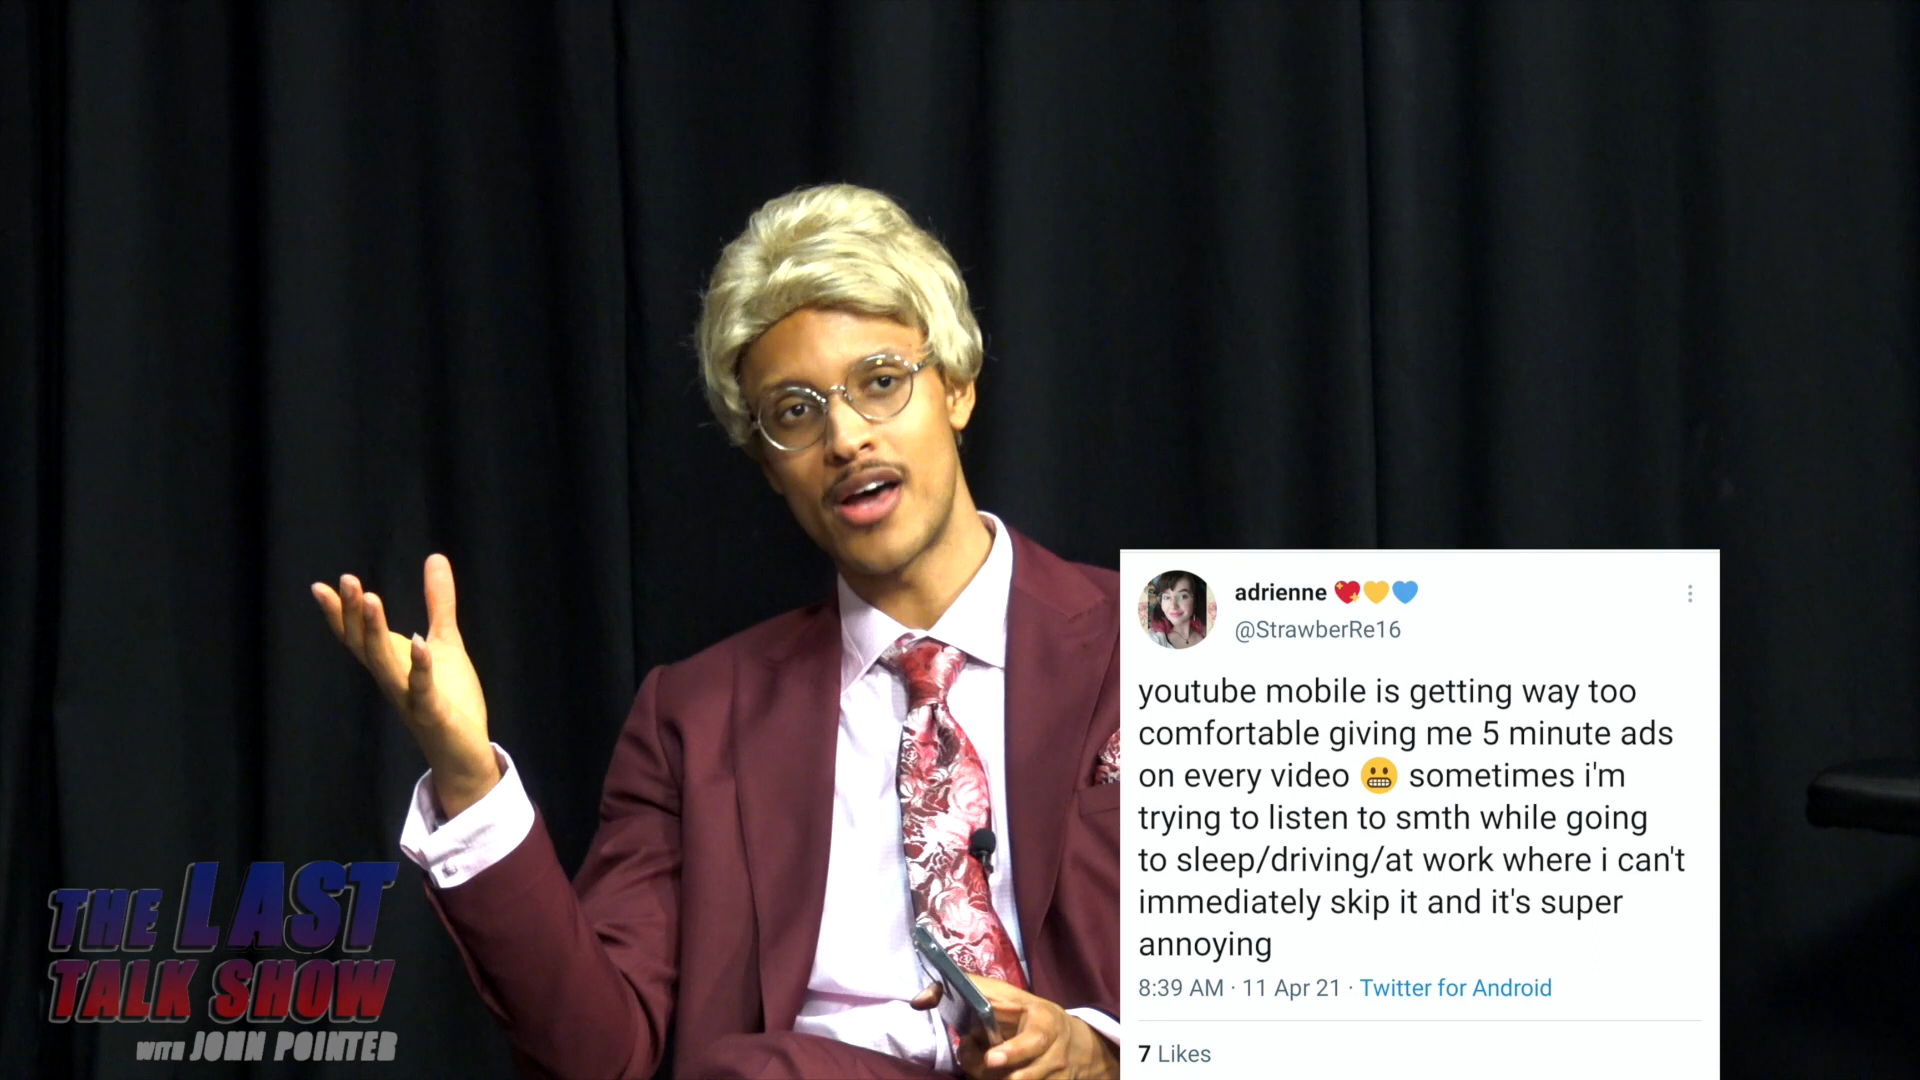 THE LAST
TALK SHOW
WITH JOHN POINTER
adrienne 💖💛💙
@StrawberRe16
youtube mobile is getting way too
comfortable giving me 5 minute ads
on every video 😬 sometimes i'm
trying to listen to smth while going
to sleep/driving/at work where i can't
immediately skip it and it's super
annoying
8:39 AM · 11 Apr 21 · Twitter for Android
7 Likes